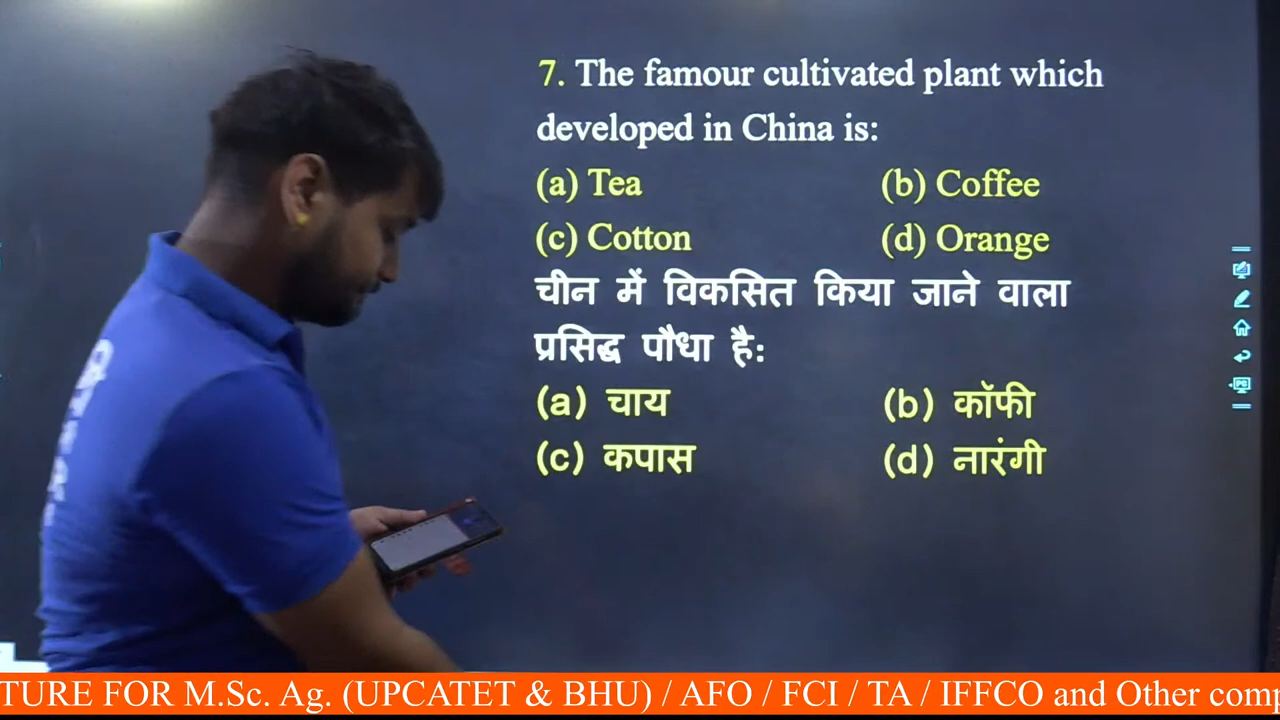 7. The famour cultivated plant which
developed in China is:
(a) Tea (b) Coffee
(c) Cotton (d) Orange
चीन में विकसित किया जाने वाला
प्रसिद्ध पौधा है:
(a) चाय (b) कॉफी
(c) कपास (d) नारंगी
PC
TURE FOR M.Sc. Ag. (UPCATET & BHU) / AFO / FCI / TA / IFFCO and Other comp